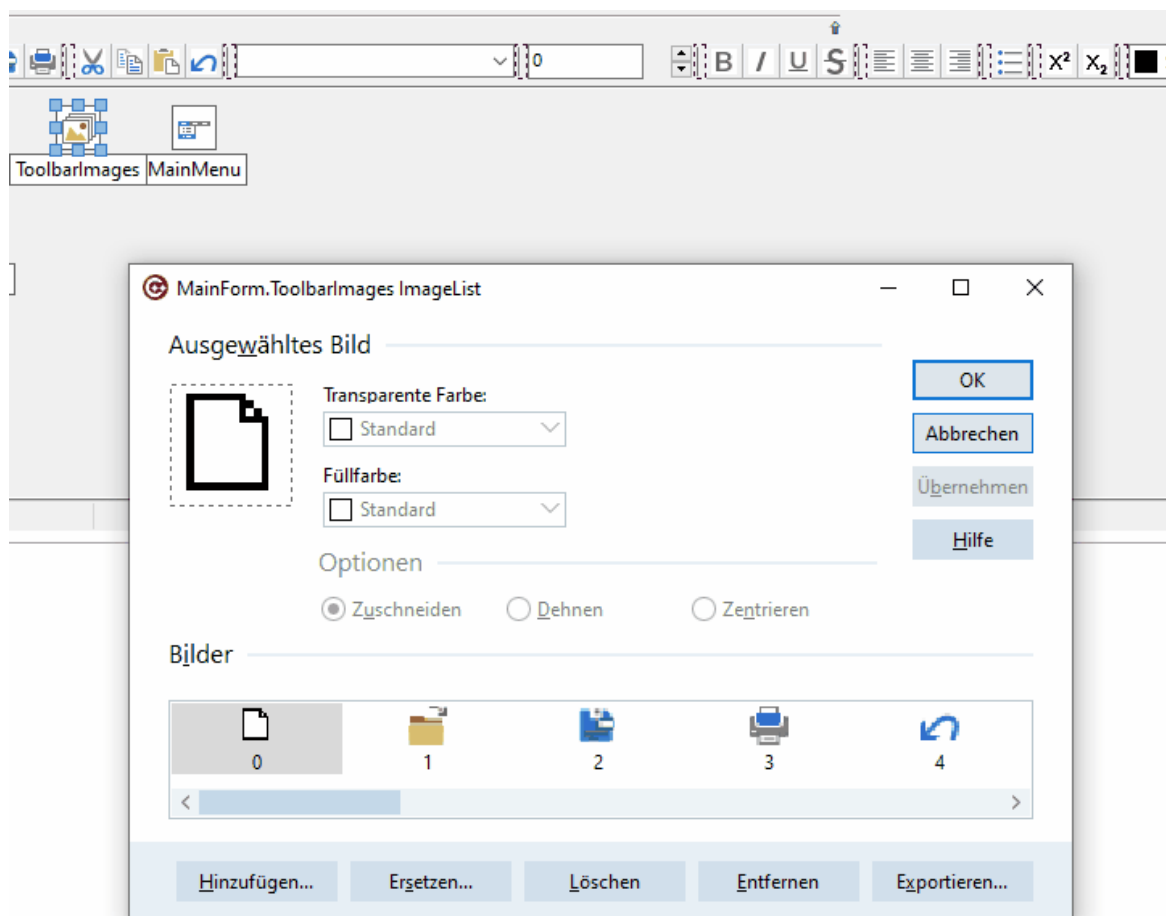 0 B I U S X² X₂
ToolbarImages MainMenu
MainForm.ToolbarImages ImageList
Ausgewähltes Bild
OK
Transparente Farbe:
Standard
Abbrechen
Füllfarbe:
Übernehmen
Standard
Hilfe
Optionen
Zuschneiden Dehnen Zentrieren
Bilder
0 1 2 3 4
Hinzufügen... Ersetzen... Löschen Entfernen Exportieren...